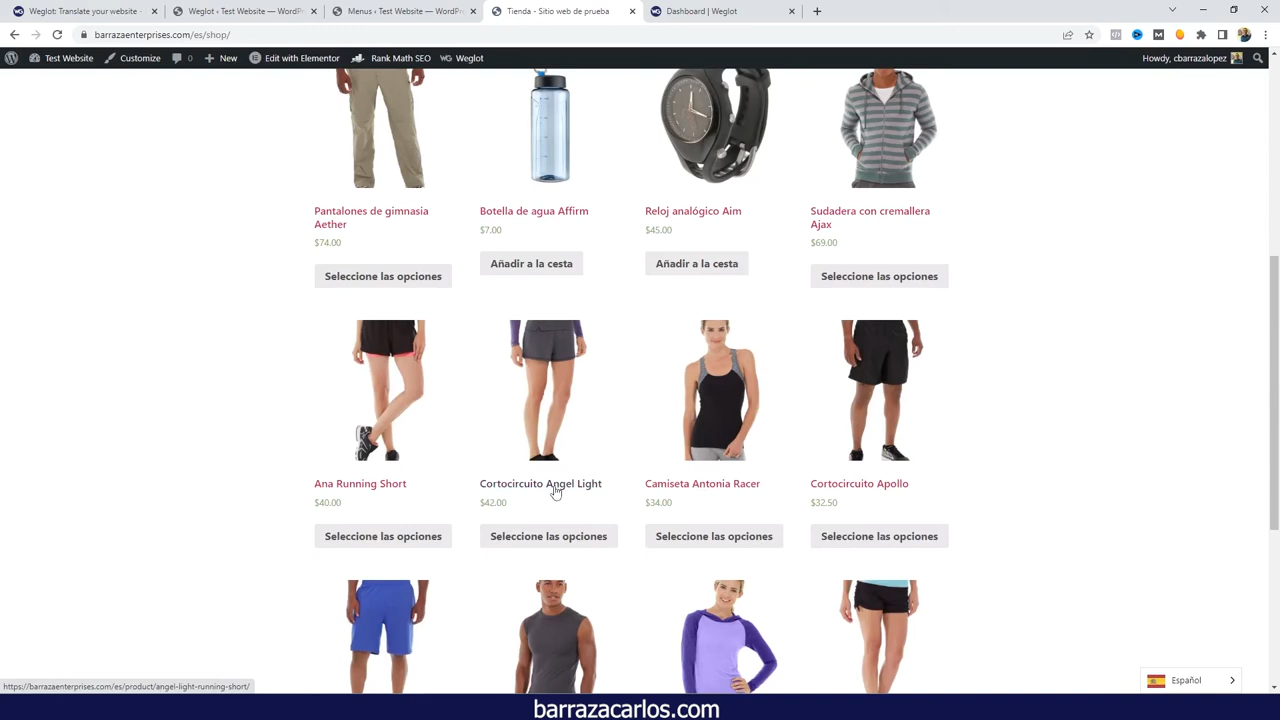 Weglot: Translate your website
Weglot ‹ Test Website — WordPr
Menus ‹ Test Website — WordPre
Tienda - Sitio web de prueba
Dashboard | Weglot
barrazaenterprises.com/es/shop/
Test Website
Customize
0
New
Edit with Elementor
Rank Math SEO
Weglot
Howdy, cbarrazalopez
Pantalones de gimnasia
Aether
$74.00
Seleccione las opciones
Botella de agua Affirm
$7.00
Añadir a la cesta
Reloj analógico Aim
$45.00
Añadir a la cesta
Sudadera con cremallera
Ajax
$69.00
Seleccione las opciones
Ana Running Short
$40.00
Seleccione las opciones
Cortocircuito Angel Light
$42.00
Seleccione las opciones
Camiseta Antonia Racer
$34.00
Seleccione las opciones
Cortocircuito Apollo
$32.50
Seleccione las opciones
https://barrazaenterprises.com/es/product/angel-light-running-short/
Español
barrazacarlos.com